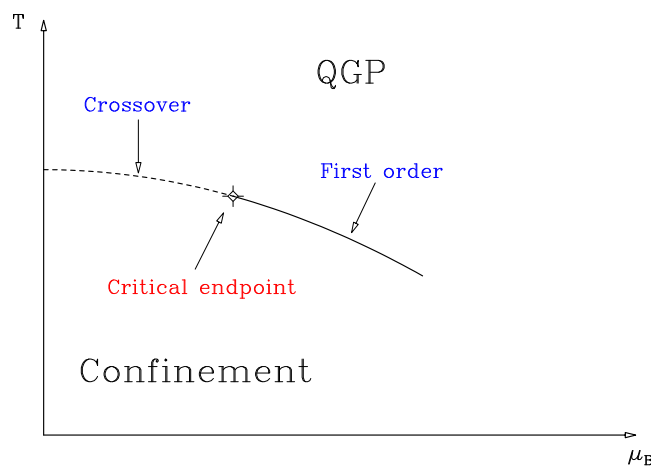 T
QGP
Crossover
First order
Critical endpoint
Confinement
μB